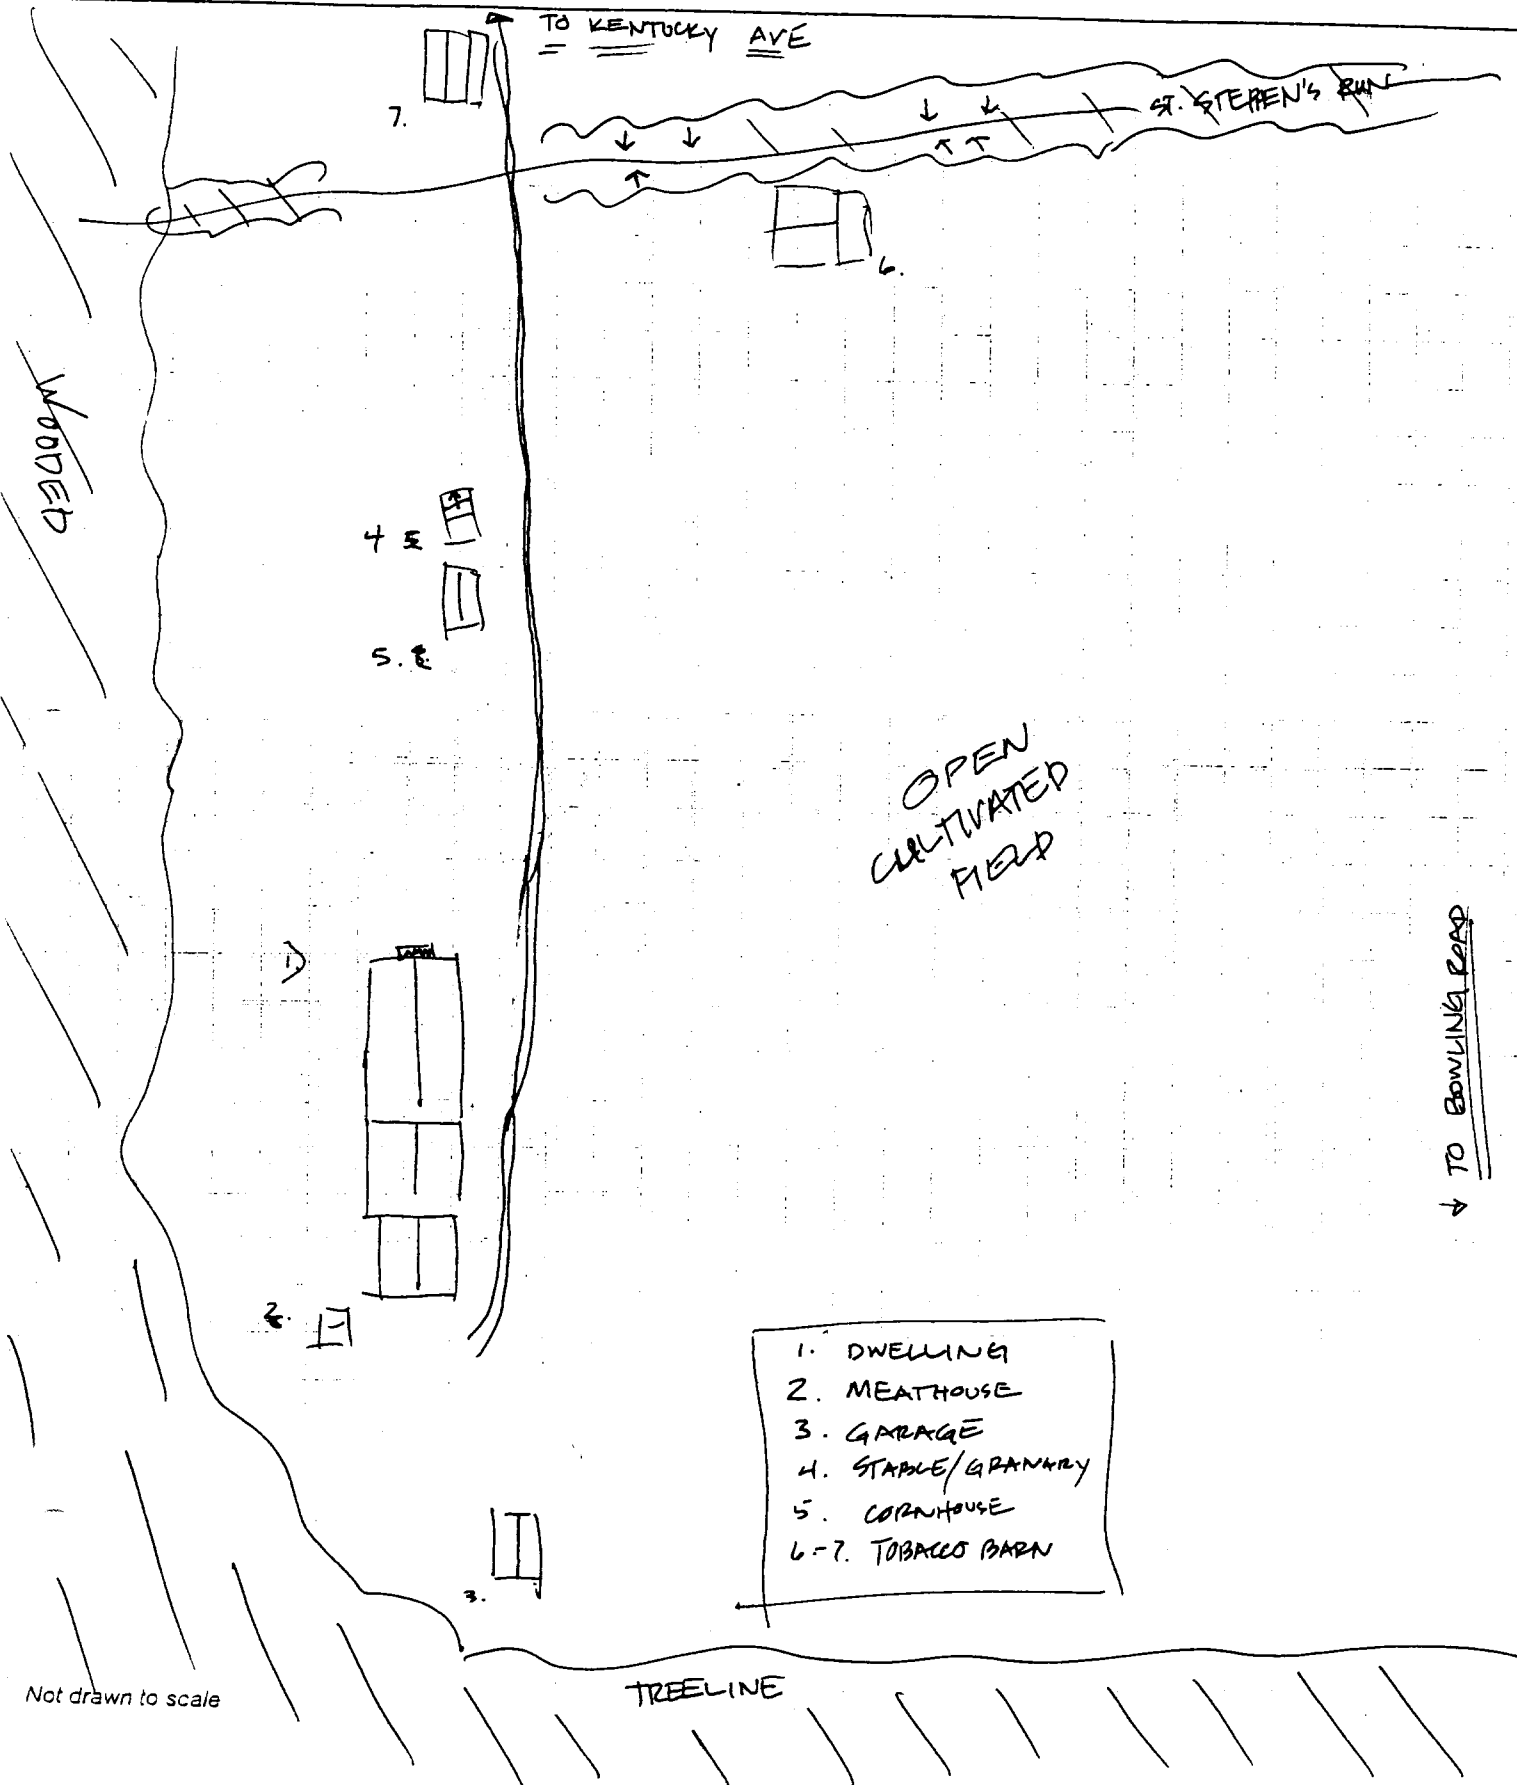 TO KENTUCKY AVE
7.
ST. STEPHEN'S RUN
6.
WOODED
4
5.
OPEN
CULTIVATED
FIELD
1)
→ TO BOWLING ROAD
2.
1. DWELLING
2. MEATHOUSE
3. GARAGE
4. STABLE/GRANARY
5. CORNHOUSE
6-7. TOBACCO BARN
3.
Not drawn to scale
TREELINE